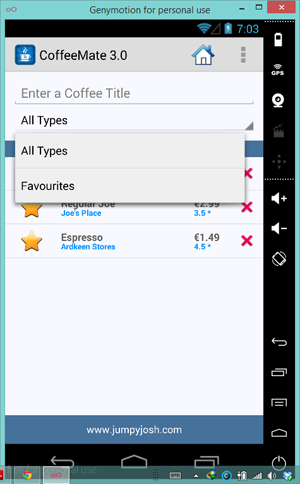 Genymotion for personal use
7:03
CoffeeMate 3.0
GPS
Enter a Coffee Title
All Types
All Types
Favourites
Regular Joe €2.99
Joe's Place 3.5 *
Espresso €1.49
Ardkeen Stores 4.5 *
www.jumpyjosh.com